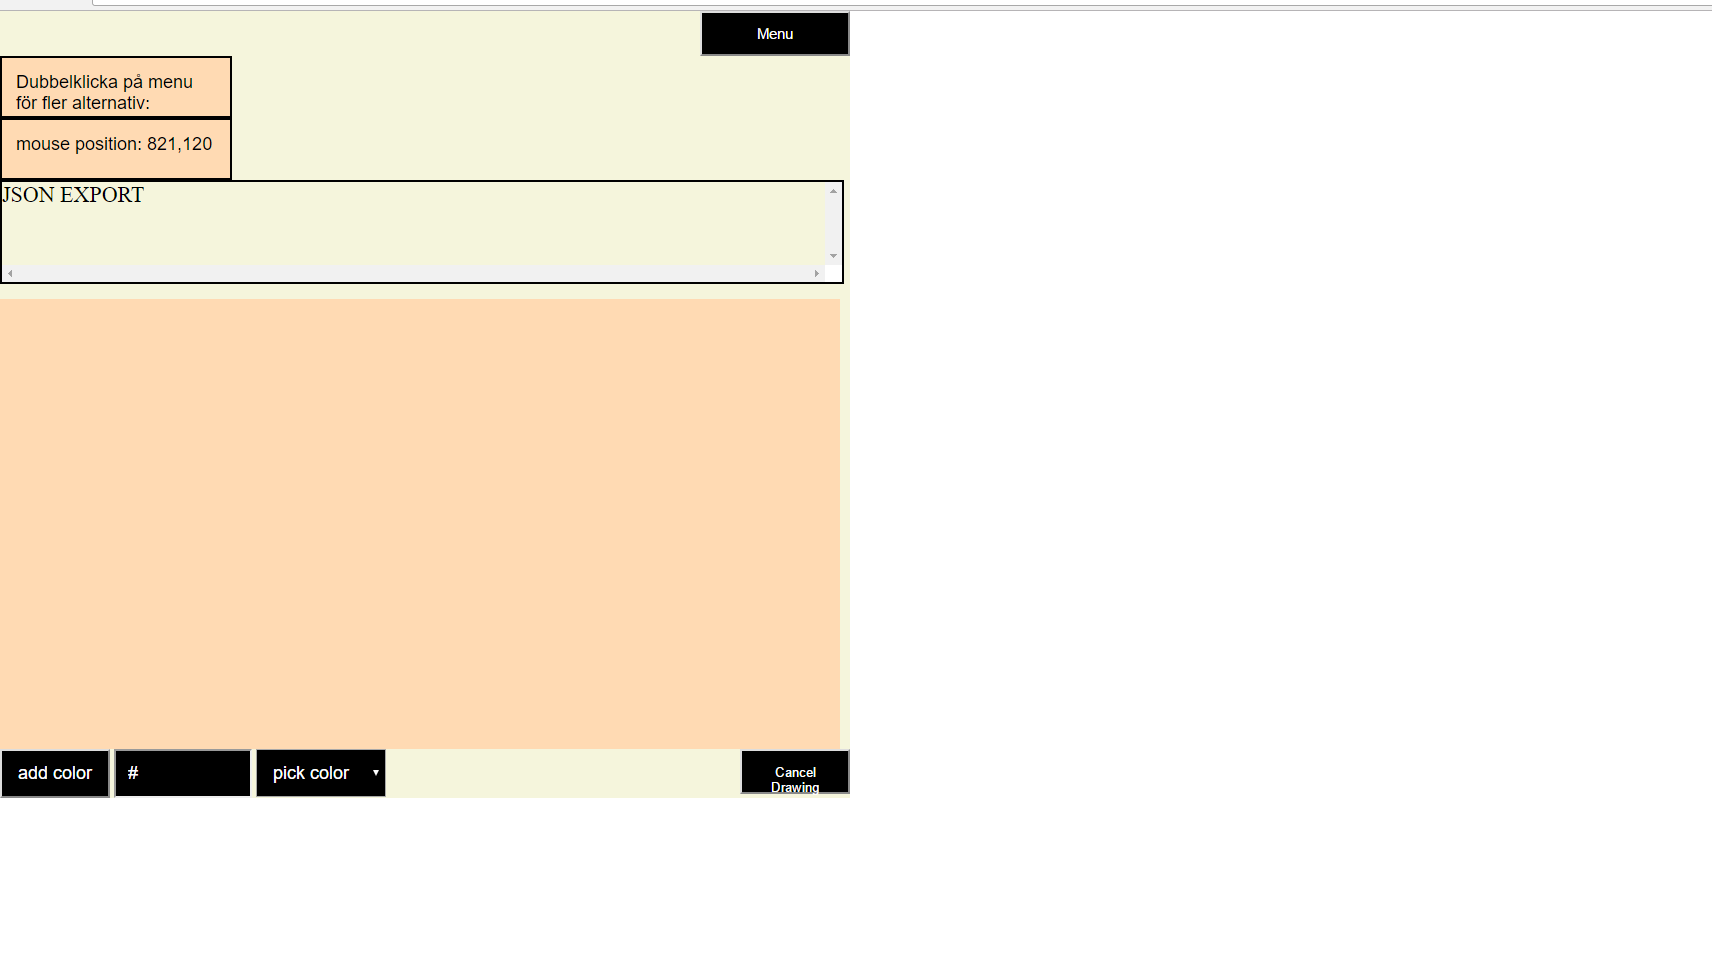 Menu
Dubbelklicka på menu
för fler alternativ:
mouse position: 821,120
JSON EXPORT
add color
#
pick color
Cancel
Drawing